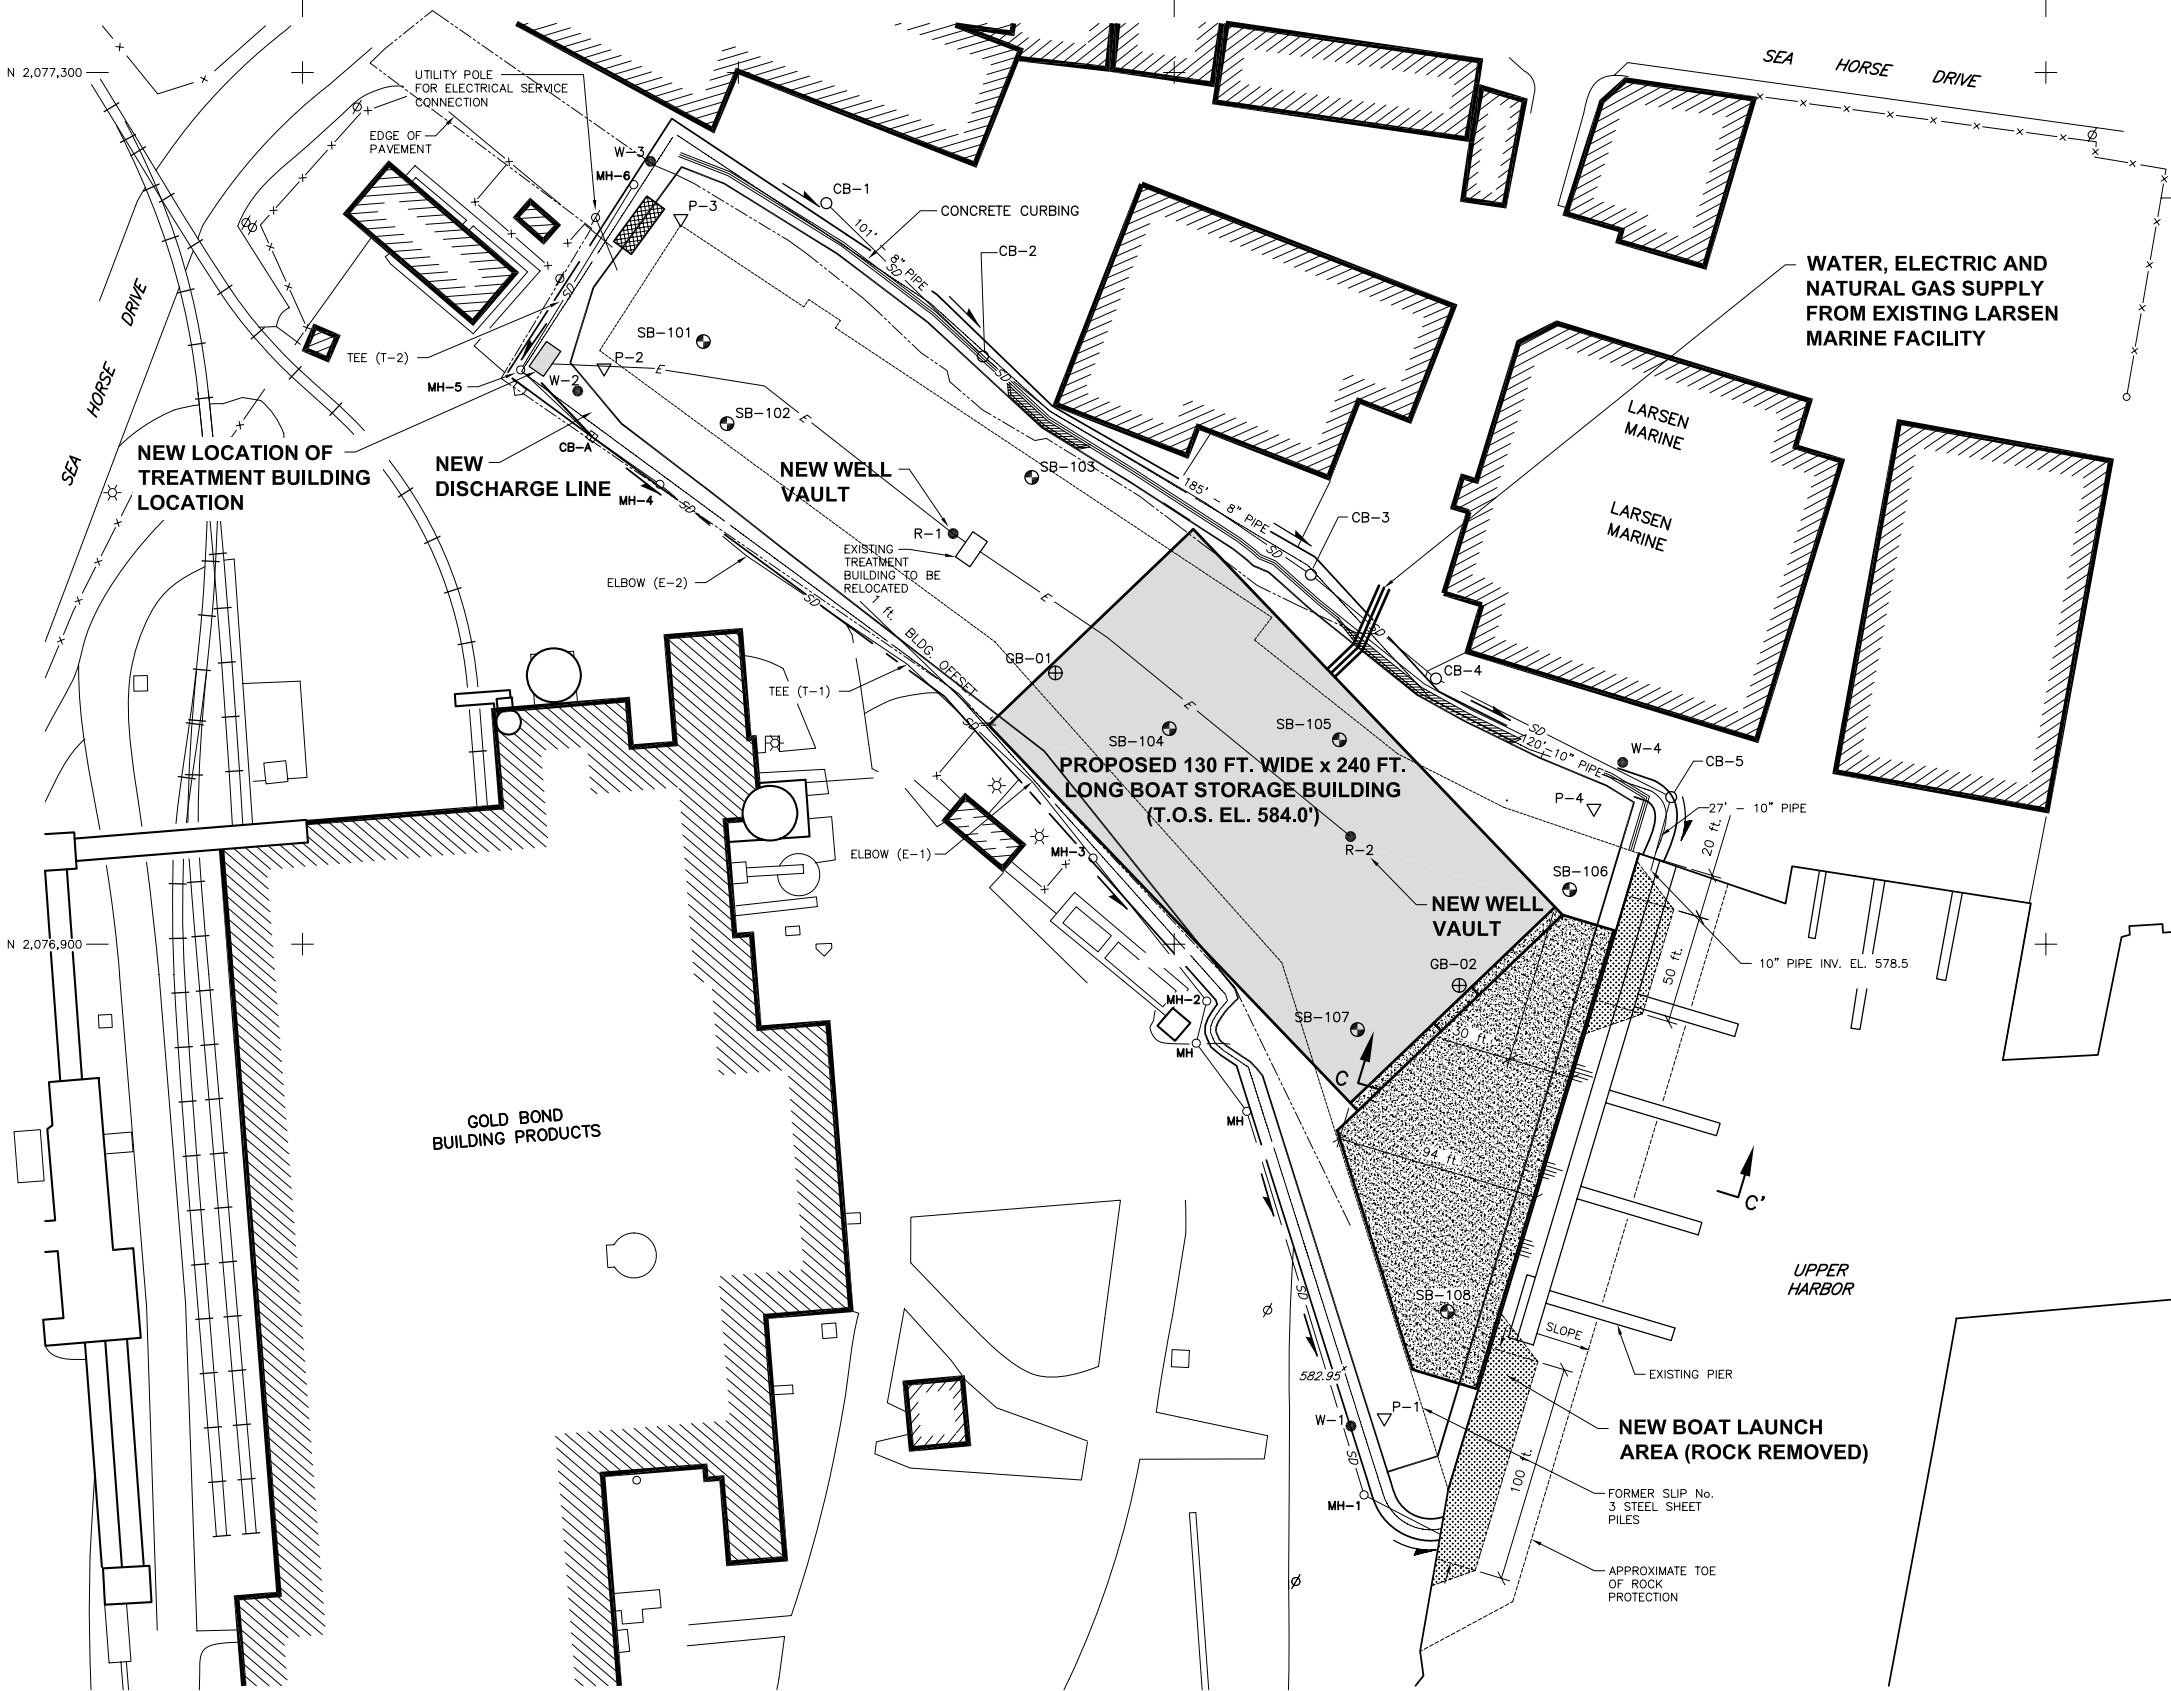 SEA HORSE DRIVE
N 2,077,300
UTILITY POLE
FOR ELECTRICAL SERVICE
CONNECTION
EDGE OF
PAVEMENT
W-3
MH-6
P-3
CB-1
CONCRETE CURBING
101' - 8" PIPE
SD
CB-2
WATER, ELECTRIC AND
NATURAL GAS SUPPLY
FROM EXISTING LARSEN
MARINE FACILITY
SEA HORSE DRIVE
SD
SB-101
TEE (T-2)
P-2
E
MH-5
W-2
SD
SB-102
E
CB-A
LARSEN
MARINE
LARSEN
MARINE
NEW LOCATION OF
TREATMENT BUILDING
LOCATION
NEW
DISCHARGE LINE
MH-4
SD
NEW WELL
VAULT
SB-103
185' - 8" PIPE
SD
CB-3
R-1
EXISTING
TREATMENT
BUILDING TO BE
RELOCATED
ELBOW (E-2)
SD
1 ft. BLDG. OFFSET
E
SD
GB-01
CB-4
TEE (T-1)
SD
E
SB-104
SB-105
SD
120'-10" PIPE
W-4
CB-5
PROPOSED 130 FT. WIDE x 240 FT.
LONG BOAT STORAGE BUILDING
(T.O.S. EL. 584.0')
P-4
27' - 10" PIPE
20 ft.
ELBOW (E-1)
MH-3
R-2
SB-106
NEW WELL
VAULT
N 2,076,900
GB-02
10" PIPE INV. EL. 578.5
50 ft.
MH-2
SB-107
30 ft.
MH
C
GOLD BOND
BUILDING PRODUCTS
MH
94 ft.
C'
UPPER
HARBOR
SD
SB-108
SLOPE
582.95
EXISTING PIER
W-1
P-1
NEW BOAT LAUNCH
AREA (ROCK REMOVED)
SD
100 ft.
MH-1
FORMER SLIP No.
3 STEEL SHEET
PILES
APPROXIMATE TOE
OF ROCK
PROTECTION